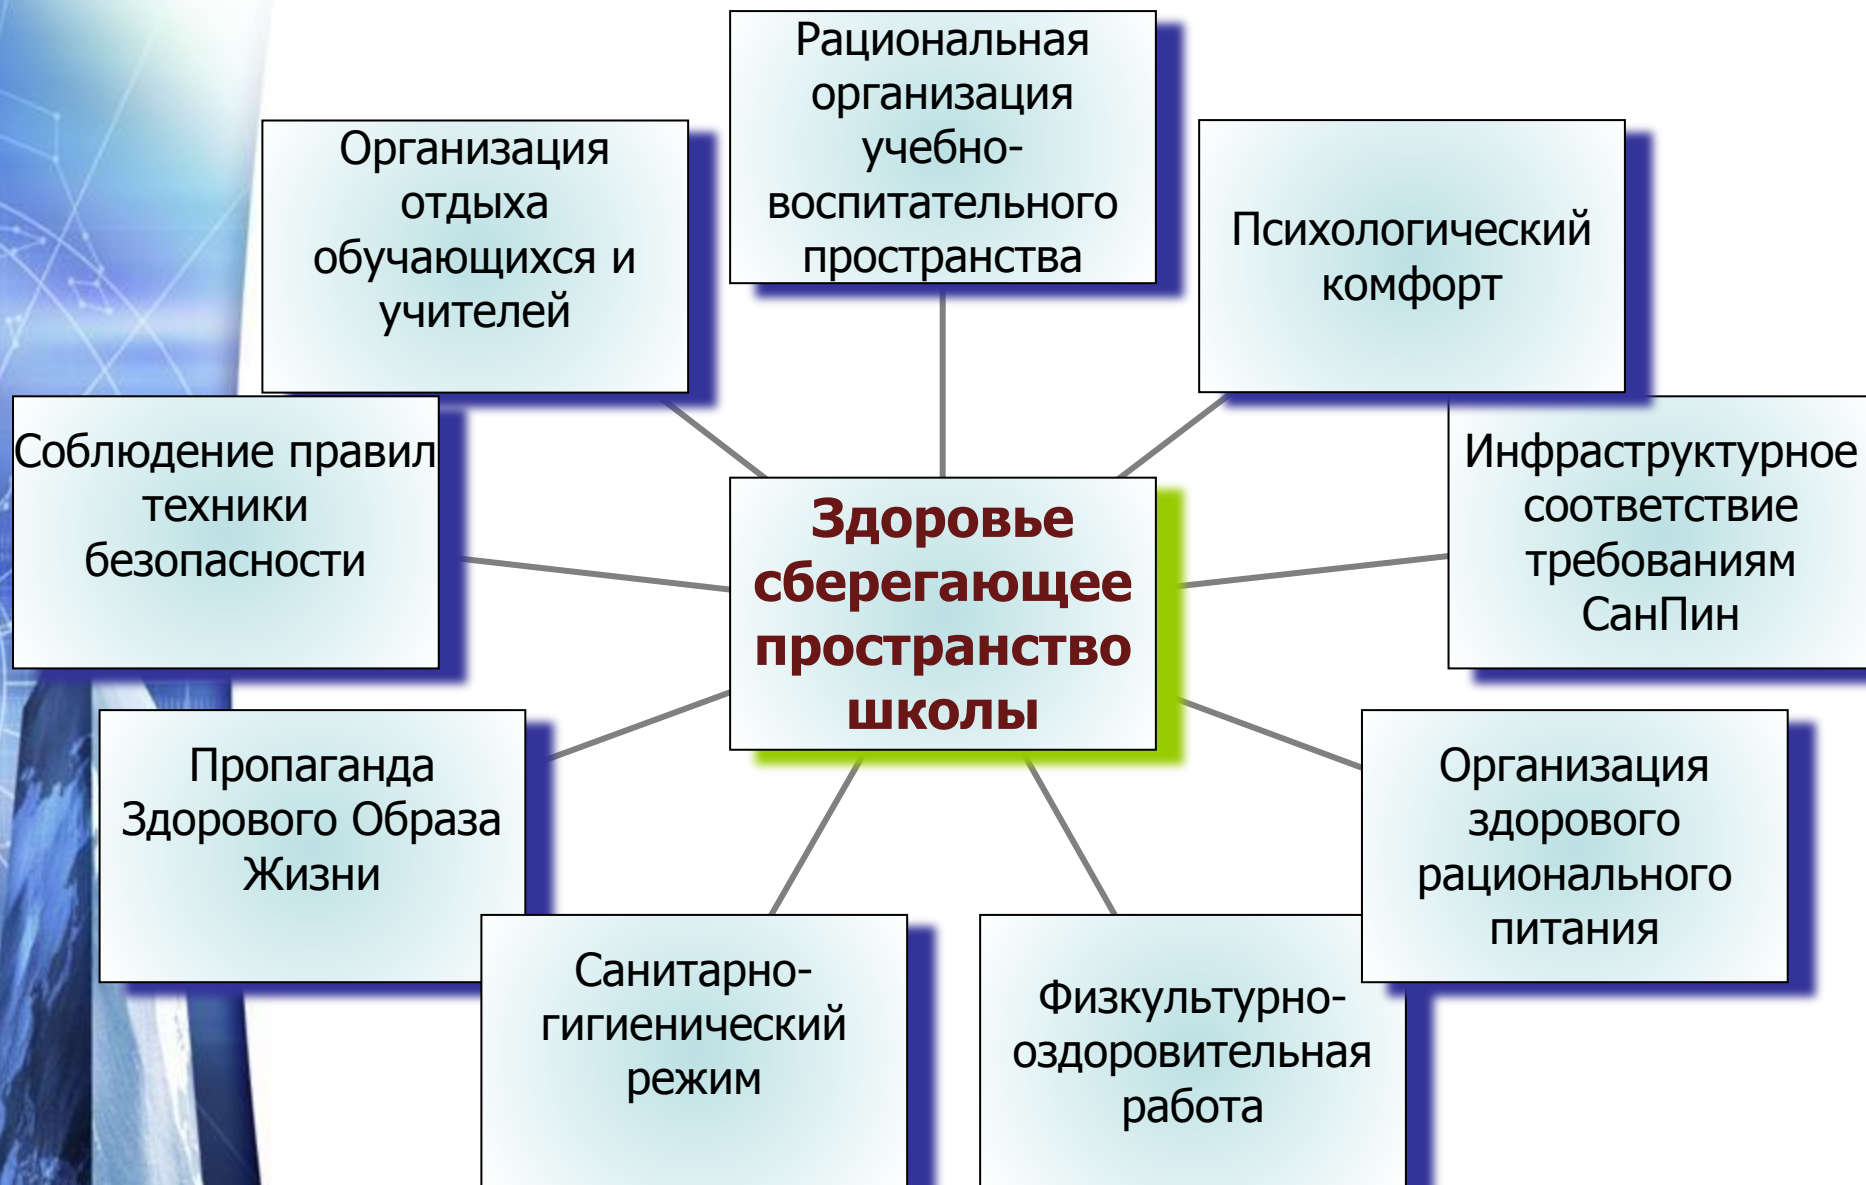 Рациональная
организация
учебно-
воспитательного
пространства
Организация
отдыха
обучающихся и
учителей
Психологический
комфорт
Соблюдение правил
техники
безопасности
Инфраструктурное
соответствие
требованиям
СанПин
Здоровье
сберегающее
пространство
школы
Пропаганда
Здорового Образа
Жизни
Организация
здорового
рационального
питания
Санитарно-
гигиенический
режим
Физкультурно-
оздоровительная
работа